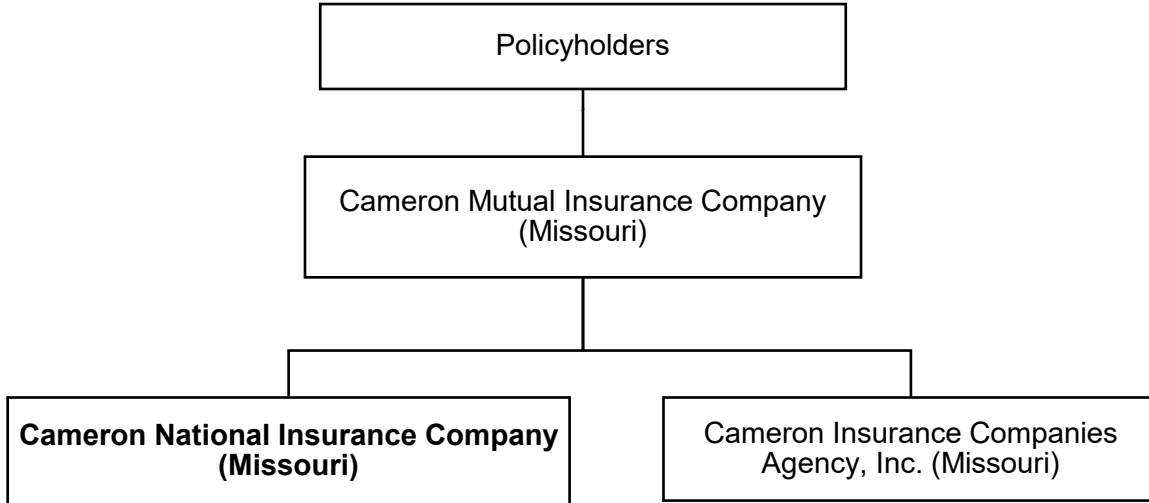 Policyholders
Cameron Mutual Insurance Company
(Missouri)
Cameron National Insurance Company
(Missouri)
Cameron Insurance Companies
Agency, Inc. (Missouri)